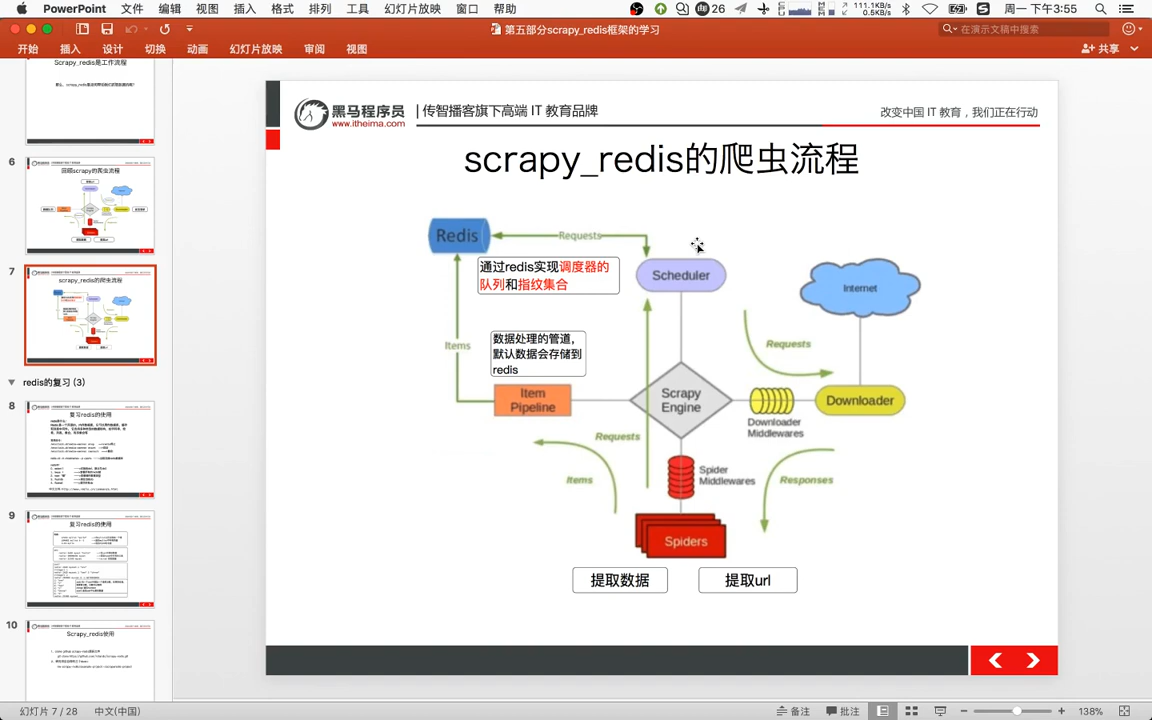 PowerPoint 文件 编辑 视图 插入 格式 排列 工具 幻灯片放映 窗口 帮助 26 111.1KB/s 0.5KB/s 周一 下午3:55
第五部分scrapy_redis框架的学习
在演示文稿中搜索
开始 插入 设计 切换 动画 幻灯片放映 审阅 视图 共享
Scrapy_redis是工作流程
6
回顾scrapy的爬虫流程
7
scrapy_redis的爬虫流程
redis的复习 (3)
8
复习redis的使用
9
复习redis的使用
10
Scrapy_redis使用
黑马程序员
www.itheima.com
传智播客旗下高端 IT 教育品牌
改变中国 IT 教育，我们正在行动
scrapy_redis的爬虫流程
Redis
Requests
通过redis实现调度器的
队列和指纹集合
Scheduler
Internet
Items
数据处理的管道，
默认数据会存储到
redis
Requests
Item
Pipeline
Scrapy
Engine
Downloader
Downloader
Middlewares
Requests
Items
Spider
Middlewares
Responses
Spiders
提取数据
提取url
幻灯片 7 / 28 中文(中国) 备注 批注 138%